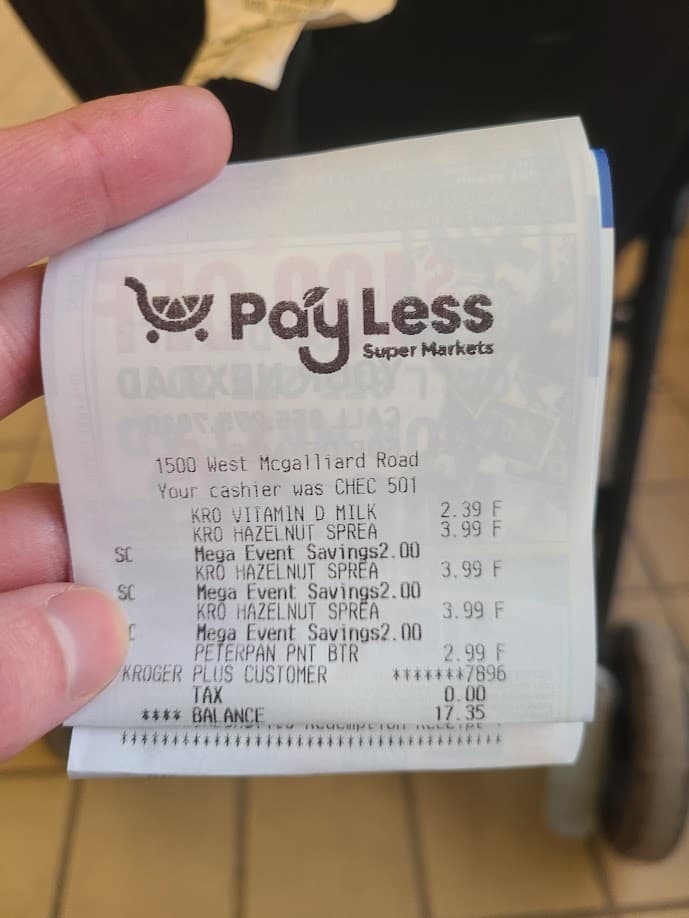 Pay Less
Super Markets
1500 West Mcgalliard Road
Your cashier was CHEC 501
KRO VITAMIN D MILK 2.39 F
KRO HAZELNUT SPREA 3.99 F
SC Mega Event Savings2.00
KRO HAZELNUT SPREA 3.99 F
SC Mega Event Savings2.00
KRO HAZELNUT SPREA 3.99 F
C Mega Event Savings2.00
PETERPAN PNT BTR 2.99 F
KROGER PLUS CUSTOMER *******7896
TAX 0.00
**** BALANCE 17.35